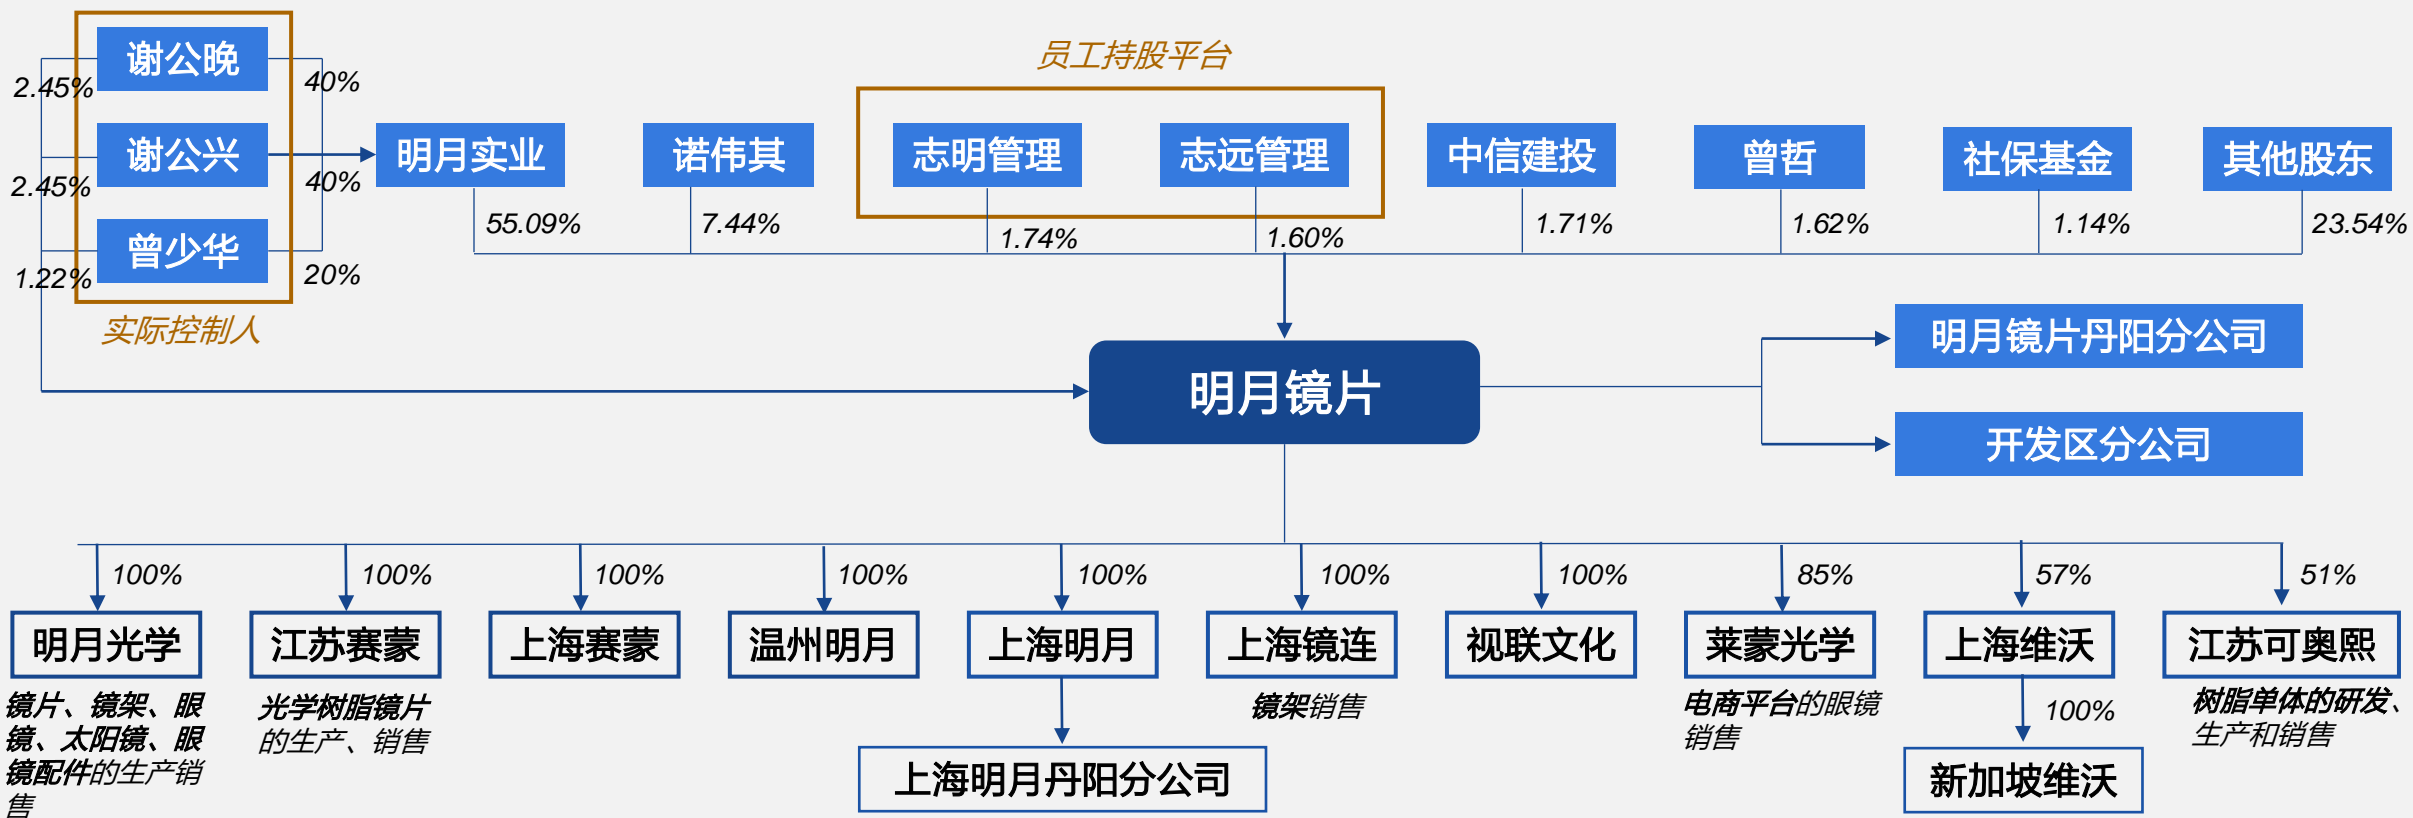 谢公晚
2.45%
40%
谢公兴
2.45%
40%
曾少华
1.22%
20%
实际控制人
员工持股平台
明月实业
诺伟其
志明管理
志远管理
中信建投
曾哲
社保基金
其他股东
55.09%
7.44%
1.74%
1.60%
1.71%
1.62%
1.14%
23.54%
明月镜片
明月镜片丹阳分公司
开发区分公司
100%
100%
100%
100%
100%
100%
100%
85%
57%
51%
明月光学
江苏赛蒙
上海赛蒙
温州明月
上海明月
上海镜连
视联文化
莱蒙光学
上海维沃
江苏可奥熙
镜片、镜架、眼
镜、太阳镜、眼
镜配件的生产销
售
光学树脂镜片
的生产、销售
镜架销售
电商平台的眼镜
销售
100%
树脂单体的研发、
生产和销售
上海明月丹阳分公司
新加坡维沃